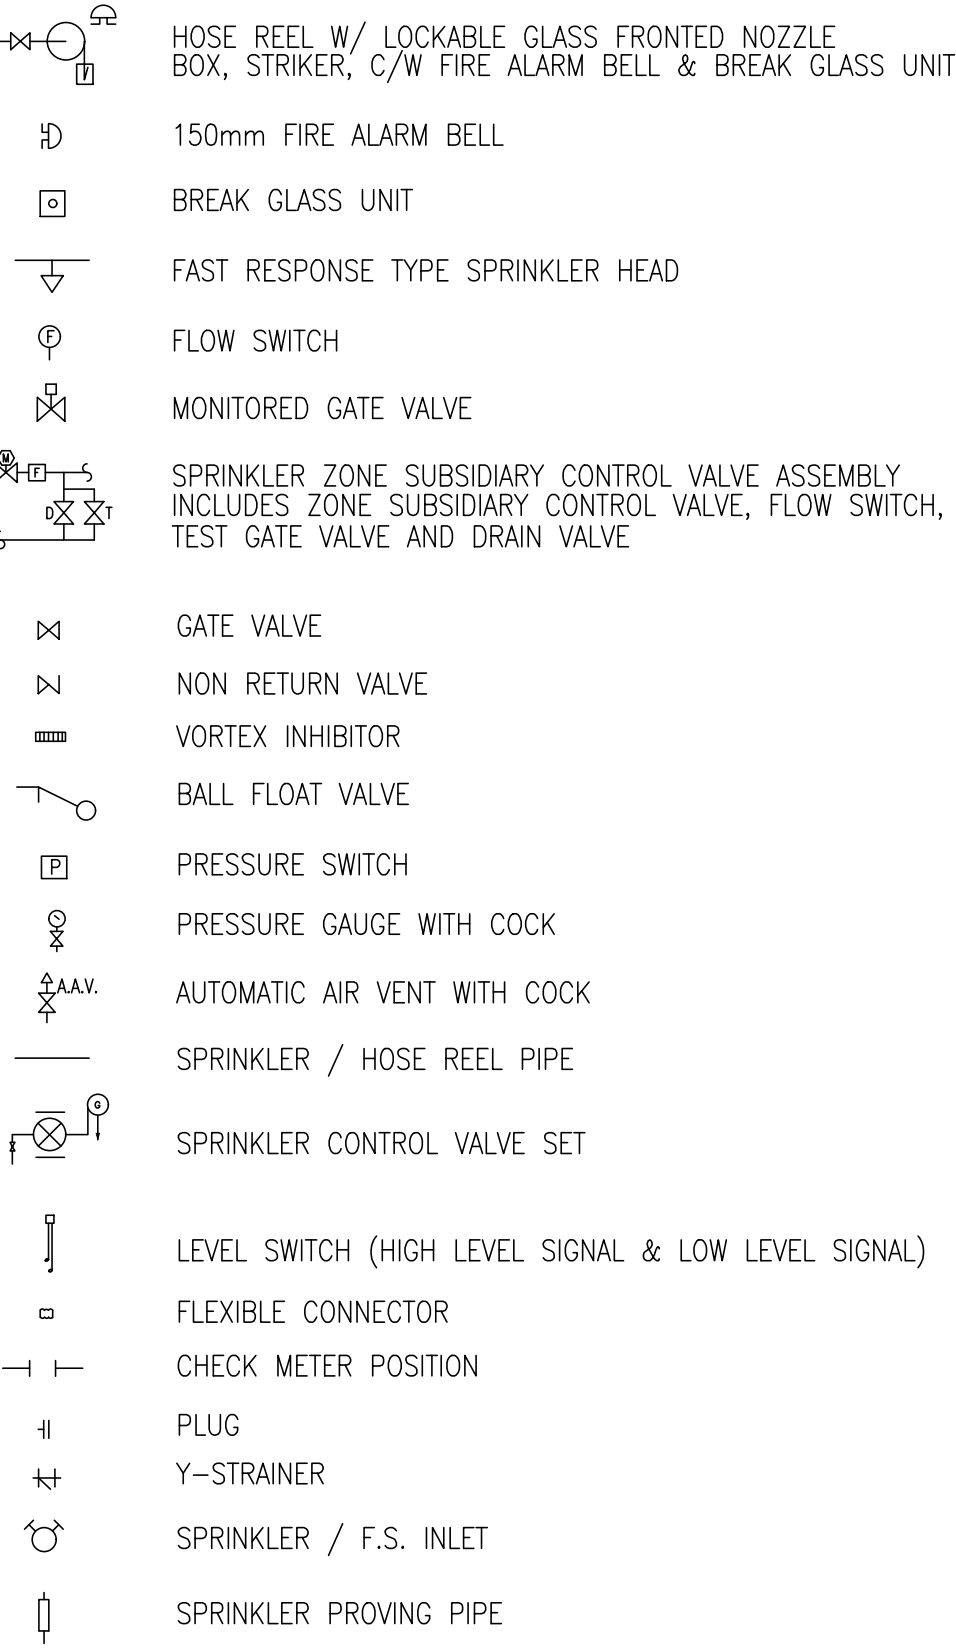 HOSE REEL W/ LOCKABLE GLASS FRONTED NOZZLE
BOX, STRIKER, C/W FIRE ALARM BELL & BREAK GLASS UNIT
150mm FIRE ALARM BELL
BREAK GLASS UNIT
FAST RESPONSE TYPE SPRINKLER HEAD
F FLOW SWITCH
MONITORED GATE VALVE
M F SPRINKLER ZONE SUBSIDIARY CONTROL VALVE ASSEMBLY
D T INCLUDES ZONE SUBSIDIARY CONTROL VALVE, FLOW SWITCH,
TEST GATE VALVE AND DRAIN VALVE
GATE VALVE
NON RETURN VALVE
VORTEX INHIBITOR
BALL FLOAT VALVE
P PRESSURE SWITCH
PRESSURE GAUGE WITH COCK
A.A.V. AUTOMATIC AIR VENT WITH COCK
SPRINKLER / HOSE REEL PIPE
G SPRINKLER CONTROL VALVE SET
LEVEL SWITCH (HIGH LEVEL SIGNAL & LOW LEVEL SIGNAL)
FLEXIBLE CONNECTOR
CHECK METER POSITION
PLUG
Y-STRAINER
SPRINKLER / F.S. INLET
SPRINKLER PROVING PIPE